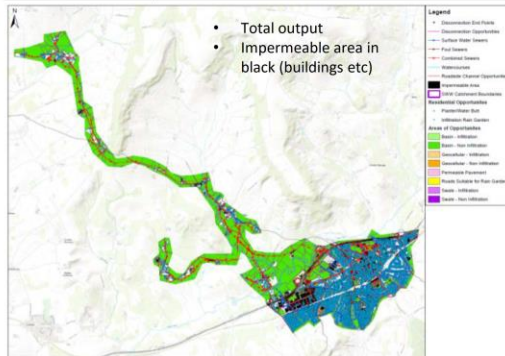 N
• Total output
• Impermeable area in
black (buildings etc)
Legend
Disconnection End Points
Disconnection Opportunities
Surface Water Sewers
Foul Sewers
Combined Sewers
Watercourses
Roadside Channel Opportunities
Impermeable Area
Catchment Boundaries
Residential Opportunities
Planter/Water Butt
Infiltration Rain Garden
Areas of Opportunities
Basin - Infiltration
Basin - Non Infiltration
Geocellular - Infiltration
Geocellular - Non Infiltration
Permeable Pavement
Roads Suitable for Rain Garden
Swale - Infiltration
Swale - Non Infiltration